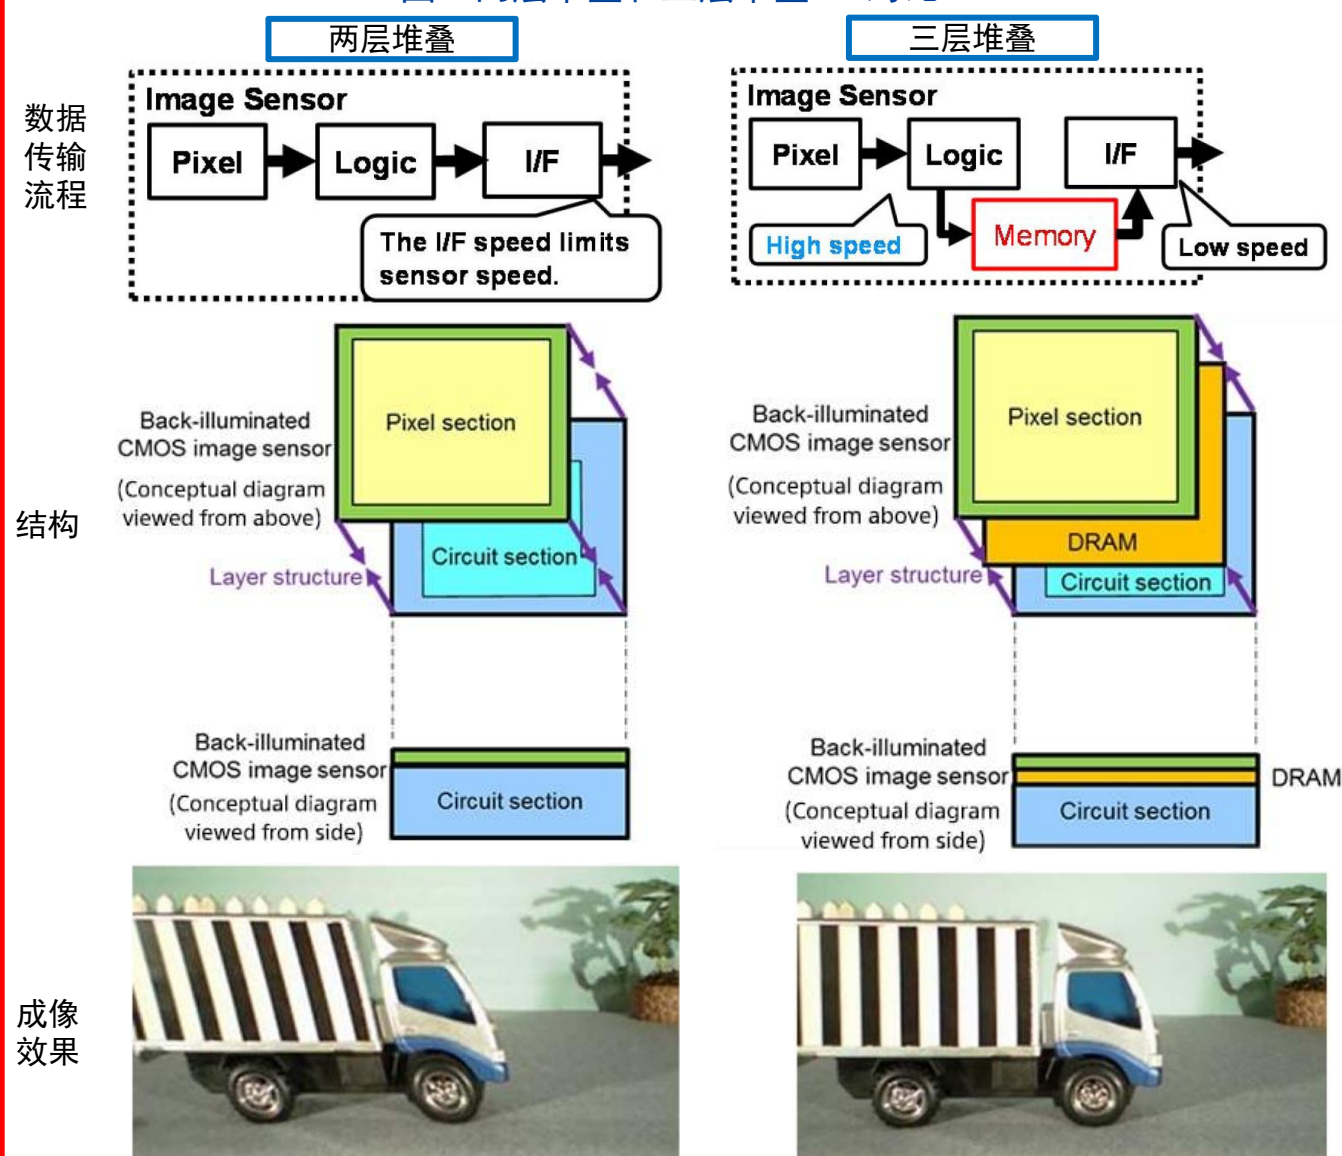 两层堆叠
三层堆叠
数据
传输
流程
Image Sensor
Pixel
Logic
I/F
The I/F speed limits
sensor speed.
Image Sensor
Pixel
Logic
I/F
High speed
Memory
Low speed
结构
Back-illuminated
CMOS image sensor
(Conceptual diagram
viewed from above)
Pixel section
Circuit section
Layer structure
Back-illuminated
CMOS image sensor
(Conceptual diagram
viewed from above)
Pixel section
DRAM
Circuit section
Layer structure
Back-illuminated
CMOS image sensor
(Conceptual diagram
viewed from side)
Circuit section
Back-illuminated
CMOS image sensor
(Conceptual diagram
viewed from side)
Circuit section
DRAM
成像
效果